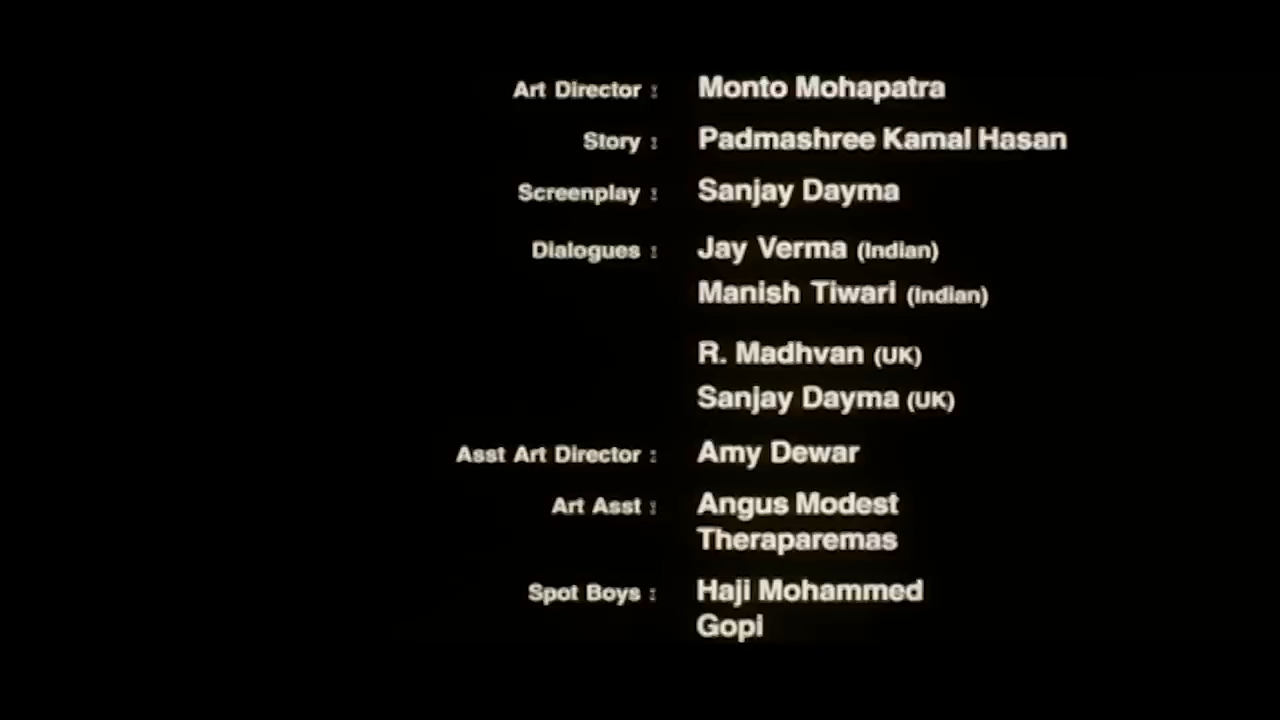 Art Director : Monto Mohapatra
Story : Padmashree Kamal Hasan
Screenplay : Sanjay Dayma
Dialogues : Jay Verma (Indian)
Manish Tiwari (Indian)
R. Madhvan (UK)
Sanjay Dayma (UK)
Asst Art Director : Amy Dewar
Art Asst : Angus Modest
Theraparemas
Spot Boys : Haji Mohammed
Gopi